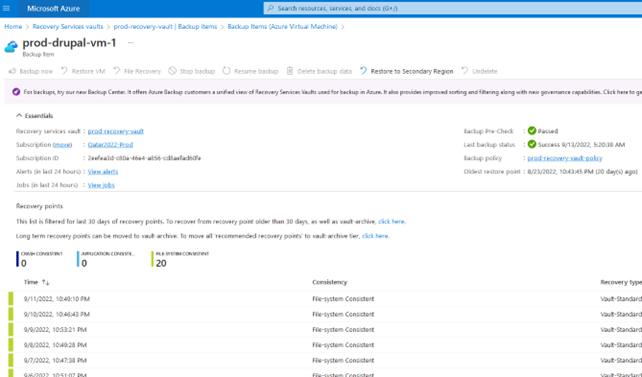 Microsoft Azure
Search resources, services, and docs (G+/)
Home > Recovery Services vaults > prod-recovery-vault | Backup items > Backup Items (Azure Virtual Machine) >
prod-drupal-vm-1 ...
Backup Item
Backup now Restore VM File Recovery Stop backup Resume backup Delete backup data Restore to Secondary Region Undelete
For backups, try our new Backup Center. It offers Azure Backup customers a unified view of Recovery Services Vaults used for backup in Azure. It also provides improved sorting and filtering along with new governance capabilities. Click here to ge
Essentials
Recovery services vault : prod-recovery-vault
Backup Pre-Check : Passed
Subscription (move) : Qatar2022-Prod
Last backup status : Success 9/13/2022, 5:20:38 AM
Subscription ID :
Backup policy : prod-recovery-vault-policy
Alerts (in last 24 hours) : View alerts
Oldest restore point : 8/23/2022, 10:43:45 PM (20 day(s) ago)
Jobs (in last 24 hours) : View jobs
Recovery points
This list is filtered for last 30 days of recovery points. To recover from recovery point older than 30 days, as well as vault-archive, click here.
Long term recovery points can be moved to vault-archive. To move all 'recommended recovery points' to vault-archive tier, click here.
CRASH CONSISTENT APPLICATION CONSISTE... FILE SYSTEM CONSISTENT
0 0 20
Time ↑↓ Consistency Recovery type
9/11/2022, 10:49:10 PM File-system Consistent Vault-Standard
9/10/2022, 10:46:43 PM File-system Consistent Vault-Standard
9/9/2022, 10:53:21 PM File-system Consistent Vault-Standard
9/8/2022, 10:49:28 PM File-system Consistent Vault-Standard
9/7/2022, 10:47:38 PM File-system Consistent Vault-Standard
9/6/2022, 10:51:07 PM File-system Consistent Vault-Standard